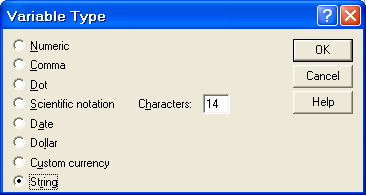 Variable Type
Numeric
Comma
Dot
Scientific notation
Date
Dollar
Custom currency
String
Characters: 14
OK
Cancel
Help